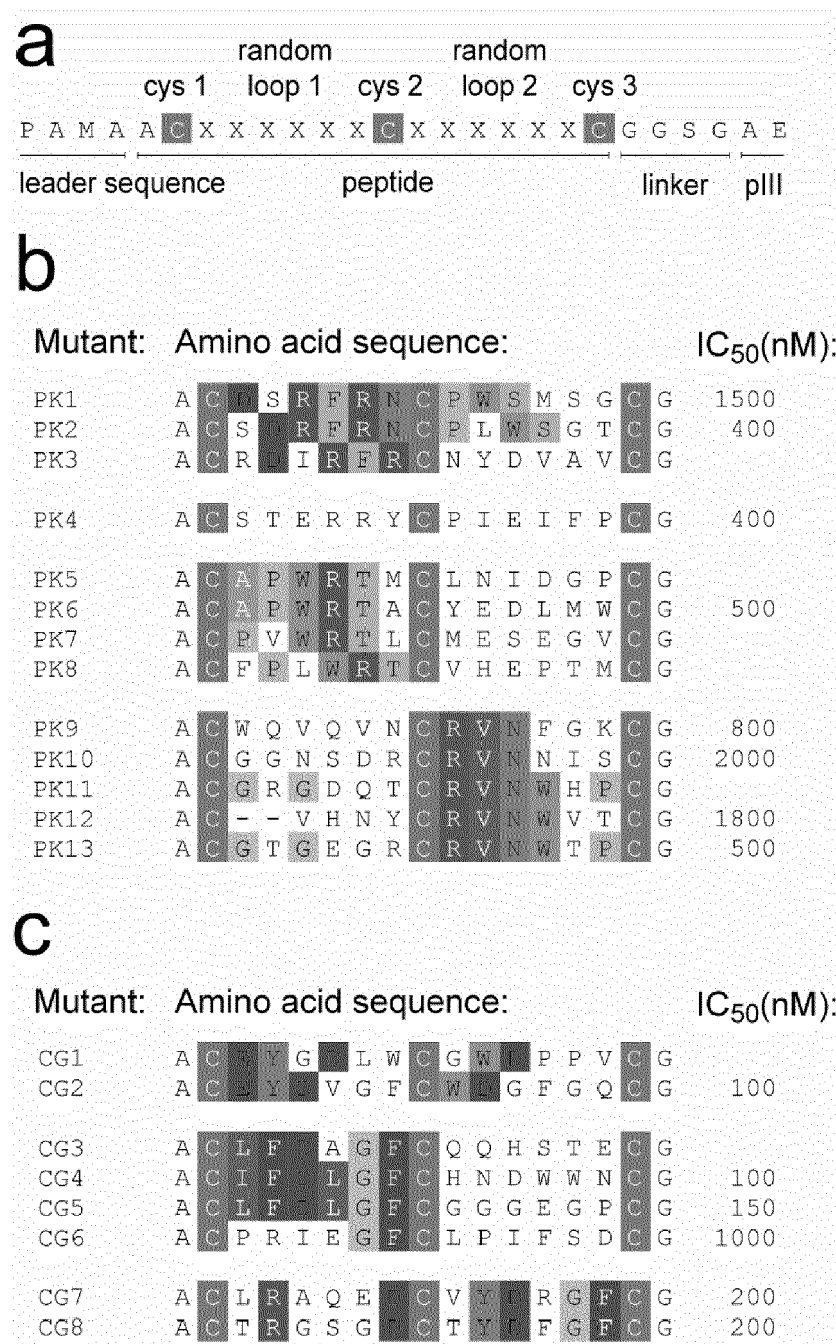 a
random random
cys 1 loop 1 cys 2 loop 2 cys 3
P A M A A C X X X X X X C X X X X X X C G G S G A E
leader sequence peptide linker pIII
b
Mutant: Amino acid sequence: IC50(nM):
PK1 A C D S R F R N C P W S M S G C G 1500
PK2 A C S D R F R N C P L W S G T C G 400
PK3 A C R D I R F R C N Y D V A V C G
PK4 A C S T E R R Y C P I E I F P C G 400
PK5 A C A P W R T M C L N I D G P C G
PK6 A C A P W R T A C Y E D L M W C G 500
PK7 A C P V W R T L C M E S E G V C G
PK8 A C F P L W R T C V H E P T M C G
PK9 A C W Q V Q V N C R V N F G K C G 800
PK10 A C G G N S D R C R V N N I S C G 2000
PK11 A C G R G D Q T C R V N W H P C G
PK12 A C - - V H N Y C R V N W V T C G 1800
PK13 A C G T G E G R C R V N W T P C G 500
c
Mutant: Amino acid sequence: IC50(nM):
CG1 A C Y G L W C G W P P V C G
CG2 A C Y V G F C W D G F G Q C G 100
CG3 A C L F A G F C Q Q H S T E C G
CG4 A C I F L G F C H N D W W N C G 100
CG5 A C L F L G F C G G G E G P C G 150
CG6 A C P R I E G F C L P I F S D C G 1000
CG7 A C L R A Q E C V Y R G F C G 200
CG8 A C T R G S G C T Y F G F C G 200